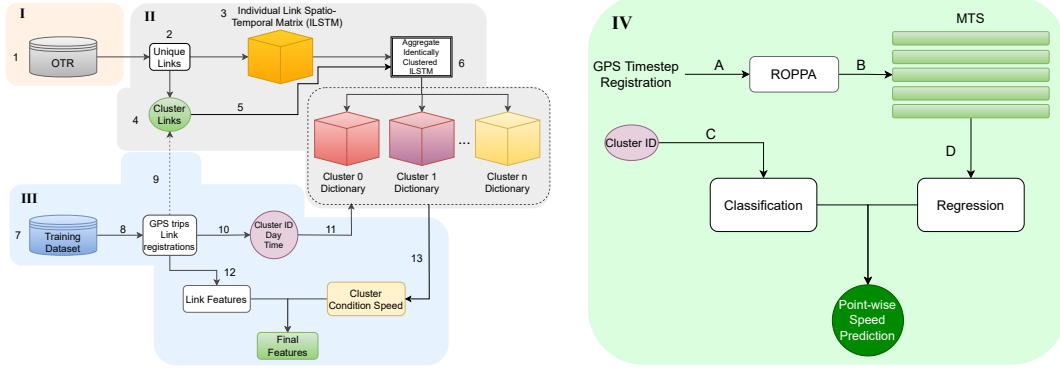 I
1
OTR
II
2
Unique
Links
3
Individual Link Spatio-
Temporal Matrix (ILSTM)
Aggregate
Identically
Clustered
ILSTM
6
4
Cluster
Links
5
...
Cluster 0
Dictionary
Cluster 1
Dictionary
Cluster n
Dictionary
9
III
7
Training
Dataset
8
GPS trips
Link
registrations
10
Cluster ID
Day
Time
11
12
13
Link Features
Cluster
Condition Speed
Final
Features
IV
MTS
GPS Timestep
Registration
A
ROPPA
B
Cluster ID
C
D
Classification
Regression
Point-wise
Speed
Prediction